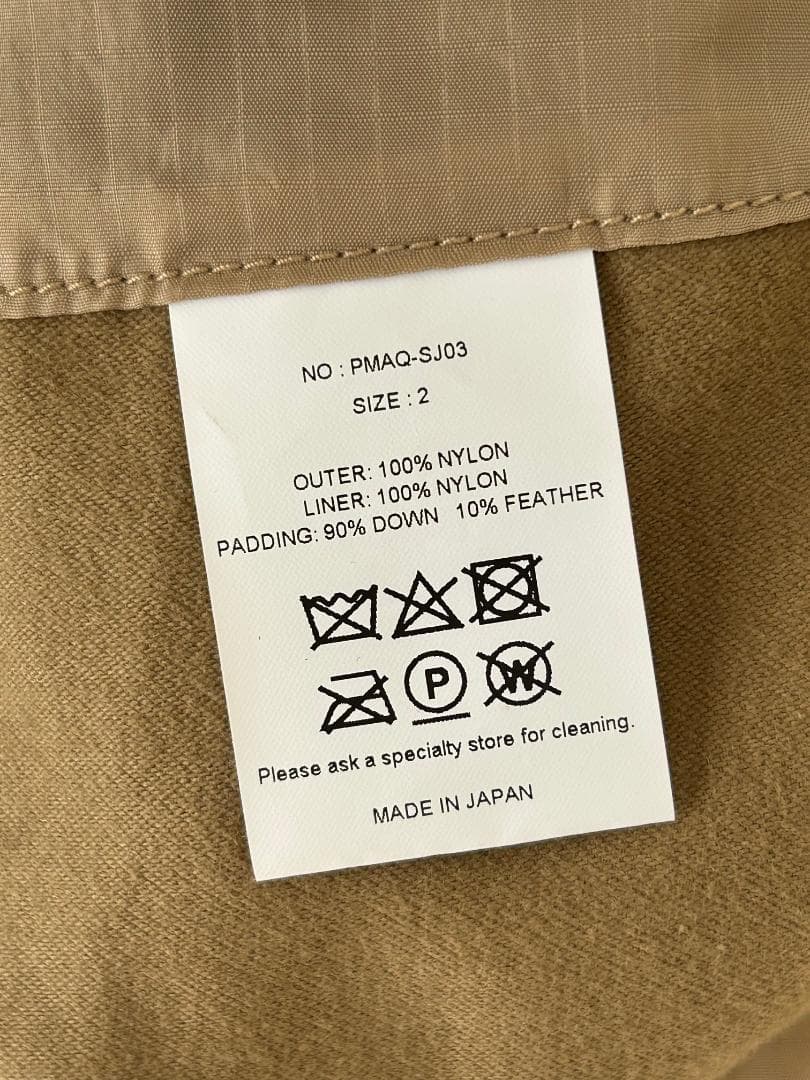 NO : PMAQ-SJ03
SIZE : 2
OUTER: 100% NYLON
LINER: 100% NYLON
PADDING: 90% DOWN 10% FEATHER
P W
Please ask a specialty store for cleaning.
MADE IN JAPAN